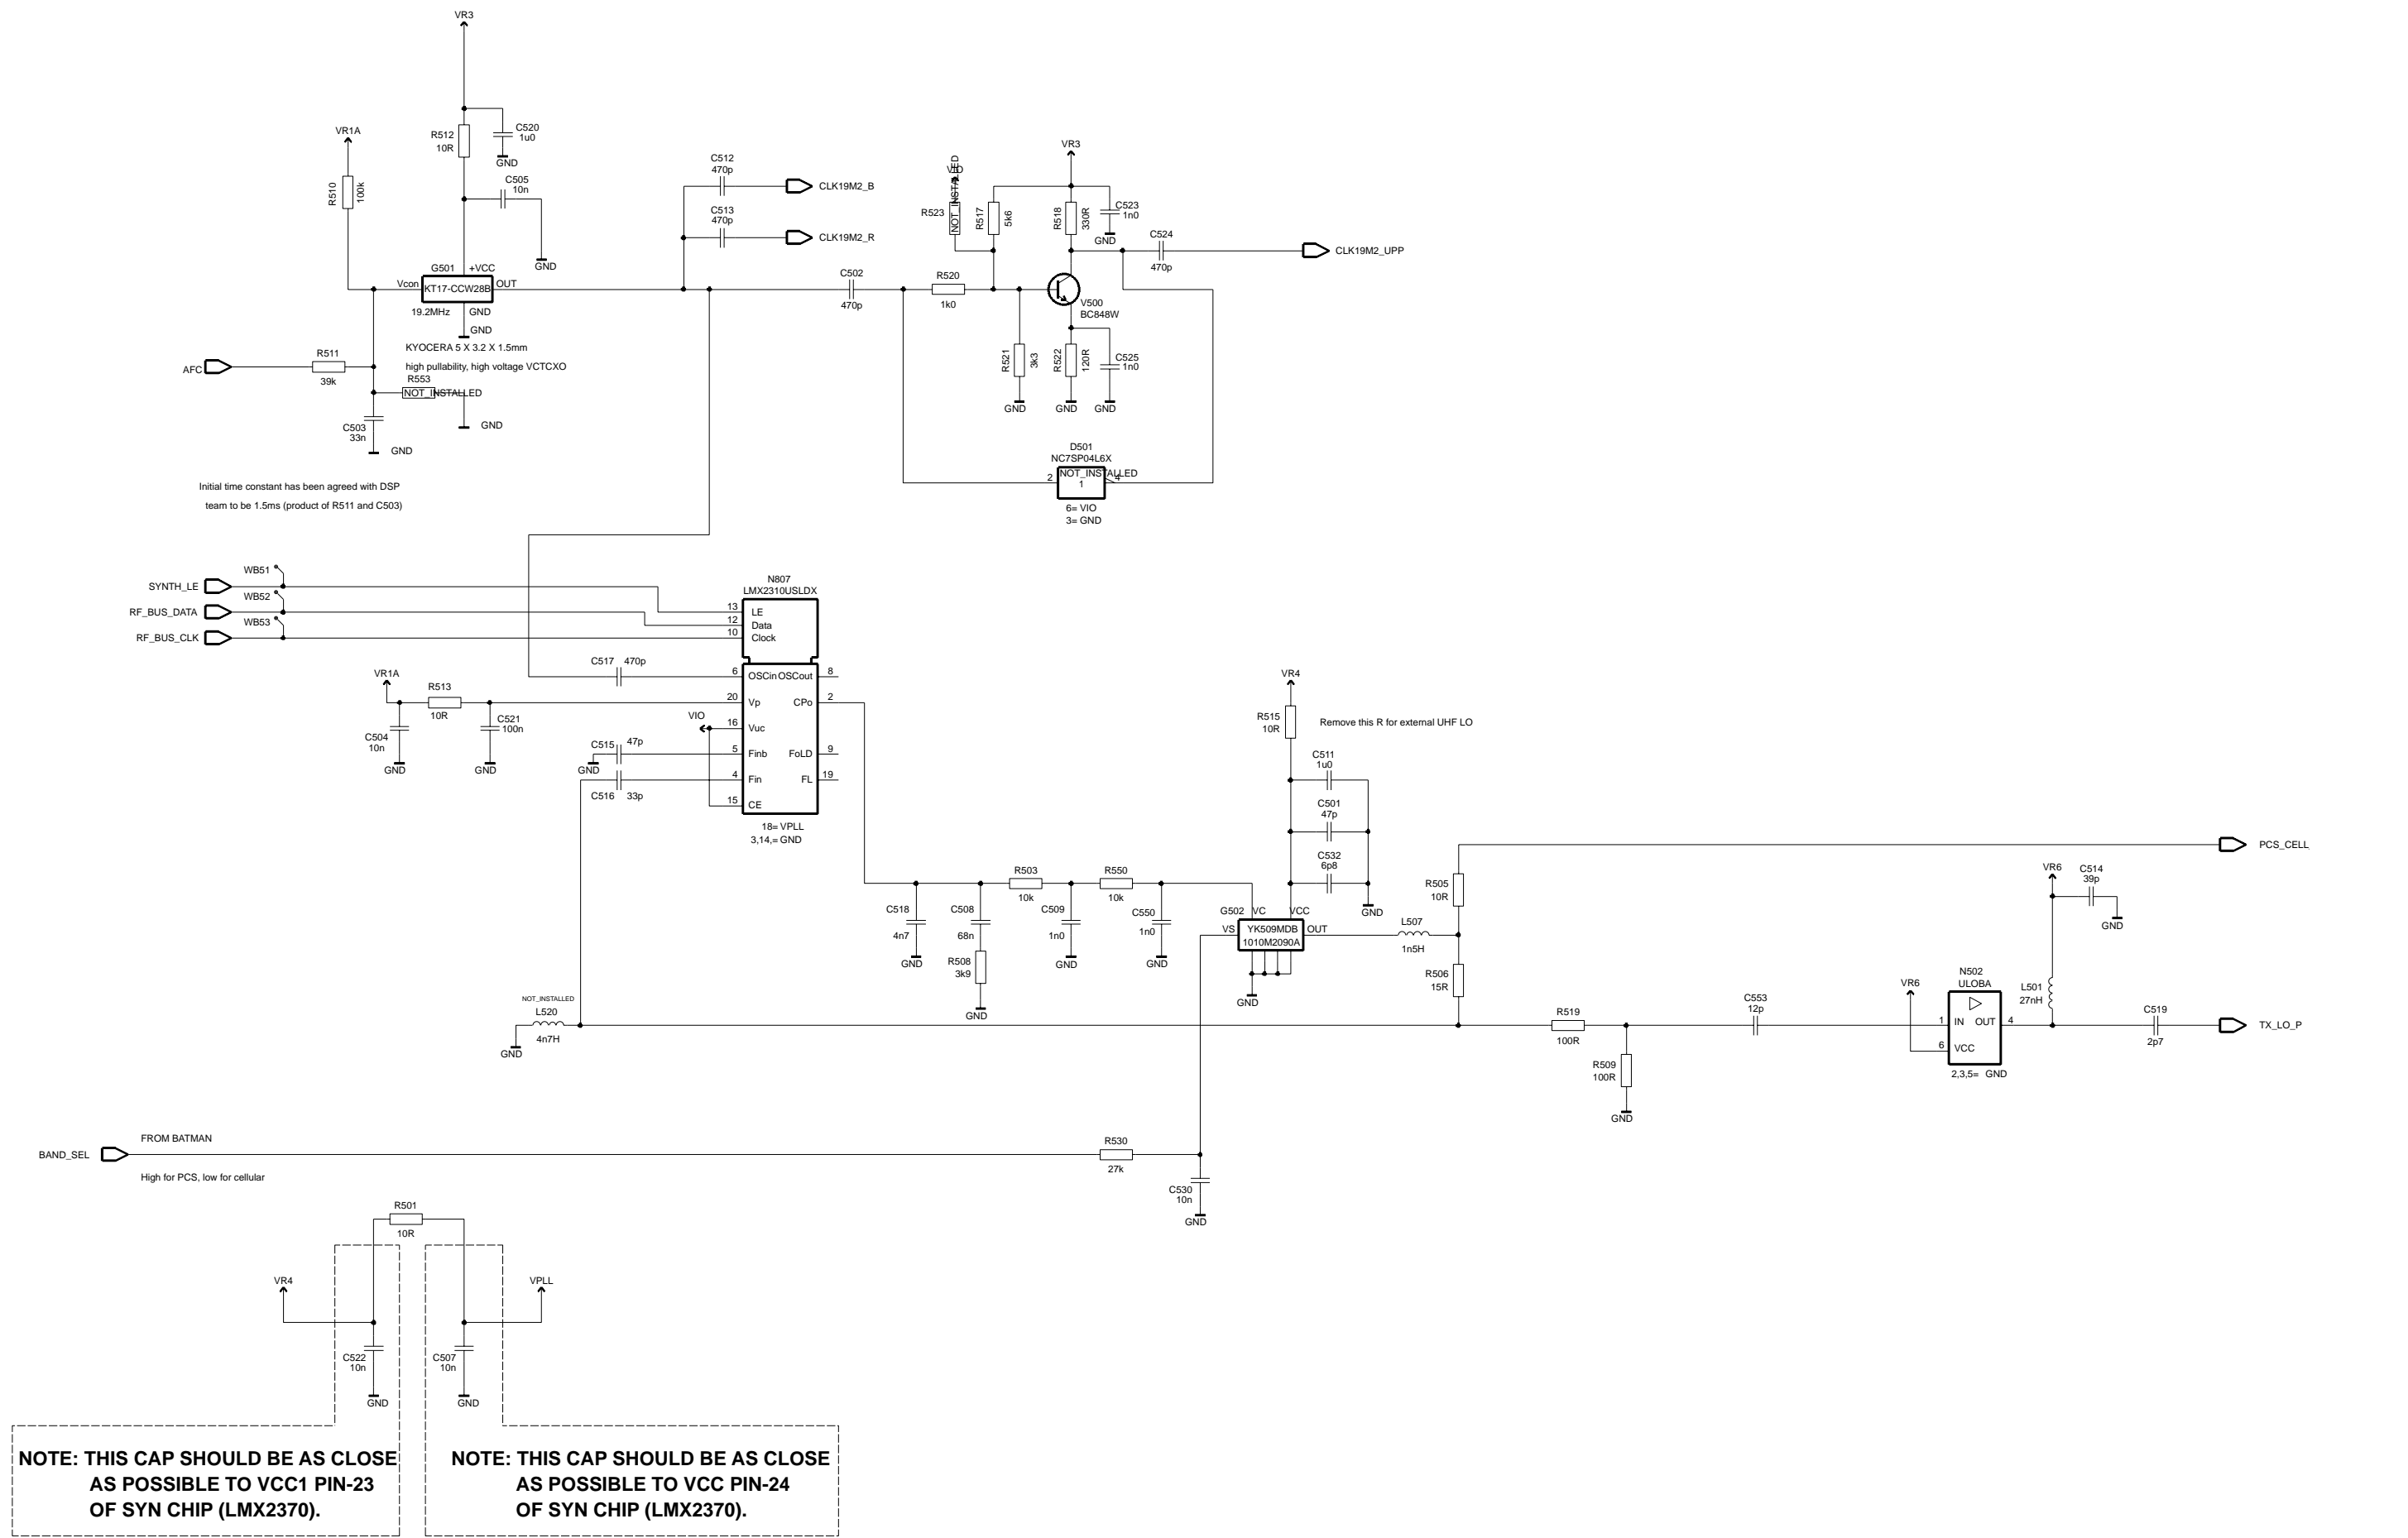 VR3
R512
10R
C520
1u0
GND
C505
10n
GND
VR1A
R510
100k
G501
+VCC
Vcon
KT17-CCW28B
OUT
19.2MHz
GND
GND
KYOCERA 5 X 3.2 X 1.5mm
high pullability, high voltage VCTCXO
AFC
R511
39k
R553
NOT_INSTALLED
C503
33n
GND
GND
Initial time constant has been agreed with DSP
team to be 1.5ms (product of R511 and C503)
C512
470p
CLK19M2_B
C513
470p
CLK19M2_R
C502
470p
R520
1k0
VIO
R523
NOT_INSTALLED
R517
5k6
VR3
R518
330R
C523
1n0
GND
C524
470p
CLK19M2_UPP
V500
BC848W
R521
3k3
R522
120R
C525
1n0
GND
GND
GND
D501
NC7SP04L6X
NOT_INSTALLED
2
1
4
6= VIO
3= GND
SYNTH_LE
WB51
RF_BUS_DATA
WB52
RF_BUS_CLK
WB53
N807
LMX2310USLDX
13
LE
12
Data
10
Clock
C517
470p
6
OSCin
OSCout
8
VR1A
R513
10R
C504
10n
GND
C521
100n
GND
20
Vp
CPo
2
VIO
16
Vuc
C515
47p
GND
5
Finb
FoLD
9
C516
33p
4
Fin
FL
19
15
CE
18= VPLL
3,14,= GND
VR4
R515
10R
Remove this R for external UHF LO
C511
1u0
C501
47p
C532
6p8
GND
C518
4n7
GND
C508
68n
R508
3k9
GND
R503
10k
C509
1n0
GND
R550
10k
C550
1n0
GND
G502
VC
VCC
VS
YK509MDB
1010M2090A
OUT
GND
L507
1n5H
R505
10R
R506
15R
PCS_CELL
VR6
C514
39p
GND
L501
27nH
N502
ULOBA
VR6
1
IN
OUT
4
6
VCC
2,3,5= GND
C519
2p7
TX_LO_P
C553
12p
R519
100R
R509
100R
GND
NOT_INSTALLED
L520
4n7H
GND
FROM BATMAN
BAND_SEL
High for PCS, low for cellular
R530
27k
C530
10n
GND
R501
10R
VR4
VPLL
C522
10n
GND
C507
10n
GND
NOTE: THIS CAP SHOULD BE AS CLOSE
AS POSSIBLE TO VCC1 PIN-23
OF SYN CHIP (LMX2370).
NOTE: THIS CAP SHOULD BE AS CLOSE
AS POSSIBLE TO VCC PIN-24
OF SYN CHIP (LMX2370).